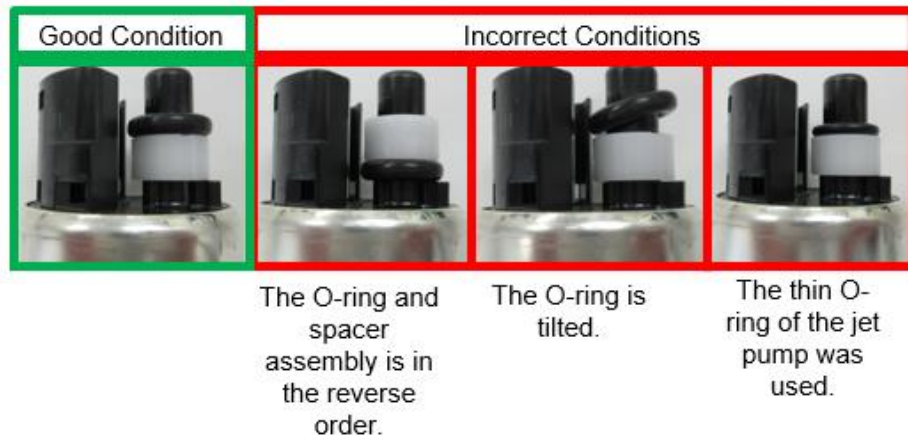 Good Condition
Incorrect Conditions
The O-ring and
spacer
assembly is in
the reverse
order.
The O-ring is
tilted.
The thin O-
ring of the jet
pump was
used.